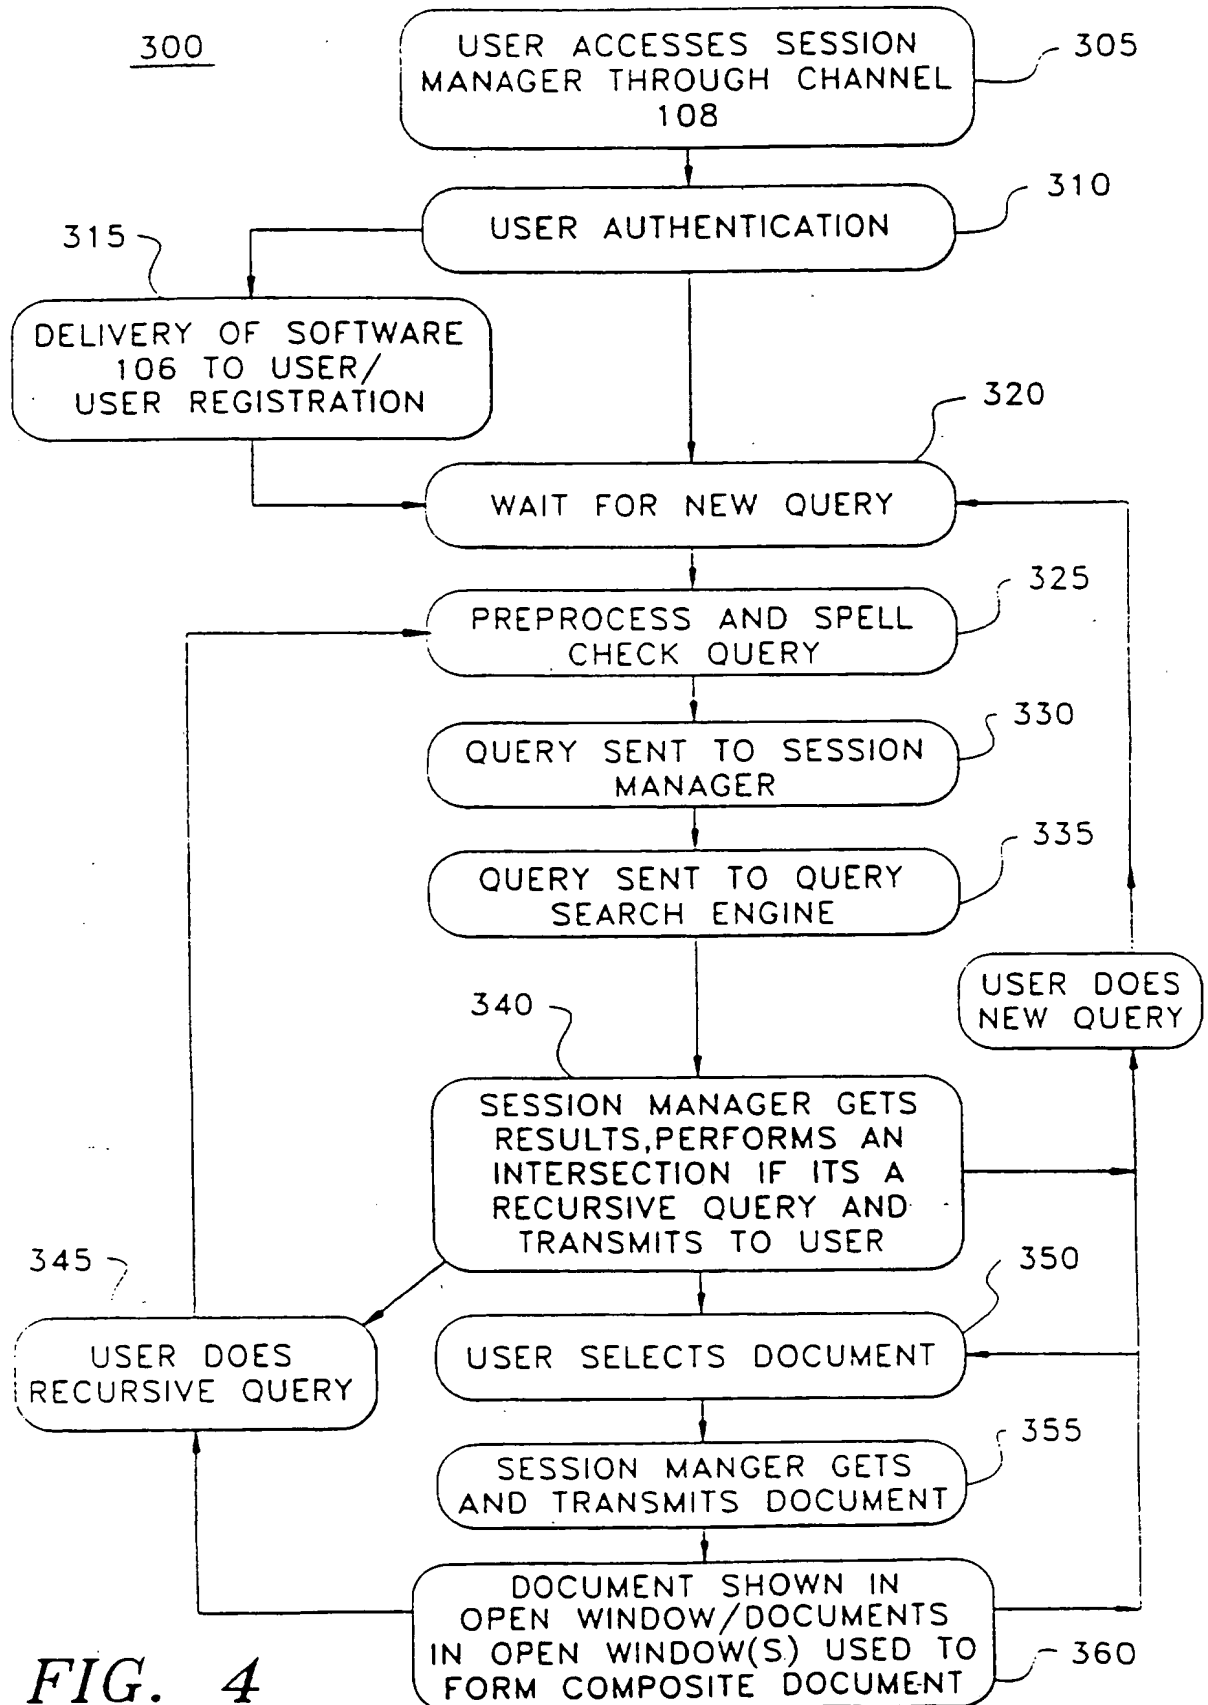 300
USER ACCESSES SESSION
MANAGER THROUGH CHANNEL
108
305
USER AUTHENTICATION
310
315
DELIVERY OF SOFTWARE
106 TO USER/
USER REGISTRATION
320
WAIT FOR NEW QUERY
325
PREPROCESS AND SPELL
CHECK QUERY
330
QUERY SENT TO SESSION
MANAGER
335
QUERY SENT TO QUERY
SEARCH ENGINE
USER DOES
NEW QUERY
340
SESSION MANAGER GETS
RESULTS,PERFORMS AN
INTERSECTION IF ITS A
RECURSIVE QUERY AND
TRANSMITS TO USER
345
USER DOES
RECURSIVE QUERY
350
USER SELECTS DOCUMENT
355
SESSION MANGER GETS
AND TRANSMITS DOCUMENT
DOCUMENT SHOWN IN
OPEN WINDOW/DOCUMENTS
IN OPEN WINDOW(S) USED TO
FORM COMPOSITE DOCUMENT
360
FIG. 4